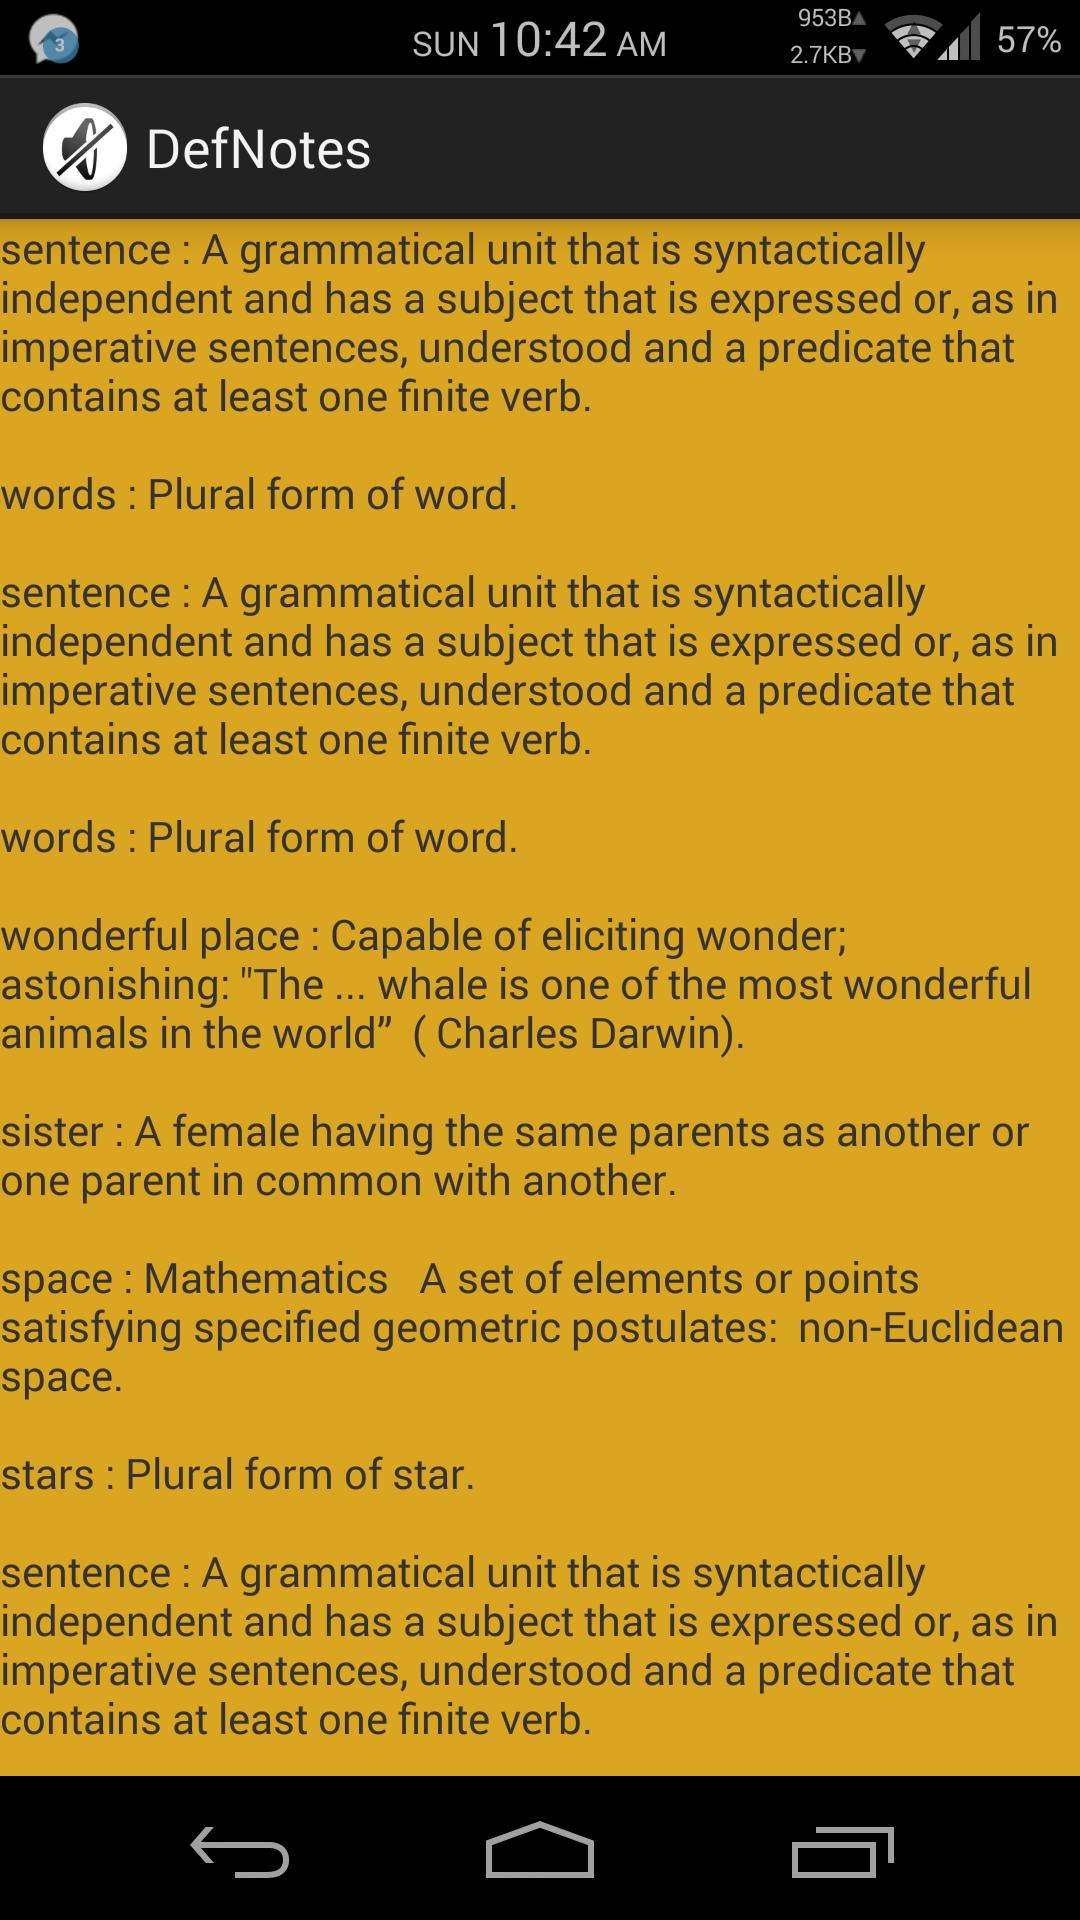 3
SUN 10:42 AM
953B
2.7KB
57%
DefNotes
sentence : A grammatical unit that is syntactically
independent and has a subject that is expressed or, as in
imperative sentences, understood and a predicate that
contains at least one finite verb.
words : Plural form of word.
sentence : A grammatical unit that is syntactically
independent and has a subject that is expressed or, as in
imperative sentences, understood and a predicate that
contains at least one finite verb.
words : Plural form of word.
wonderful place : Capable of eliciting wonder;
astonishing: "The ... whale is one of the most wonderful
animals in the world”  ( Charles Darwin).
sister : A female having the same parents as another or
one parent in common with another.
space : Mathematics   A set of elements or points
satisfying specified geometric postulates:  non-Euclidean
space.
stars : Plural form of star.
sentence : A grammatical unit that is syntactically
independent and has a subject that is expressed or, as in
imperative sentences, understood and a predicate that
contains at least one finite verb.